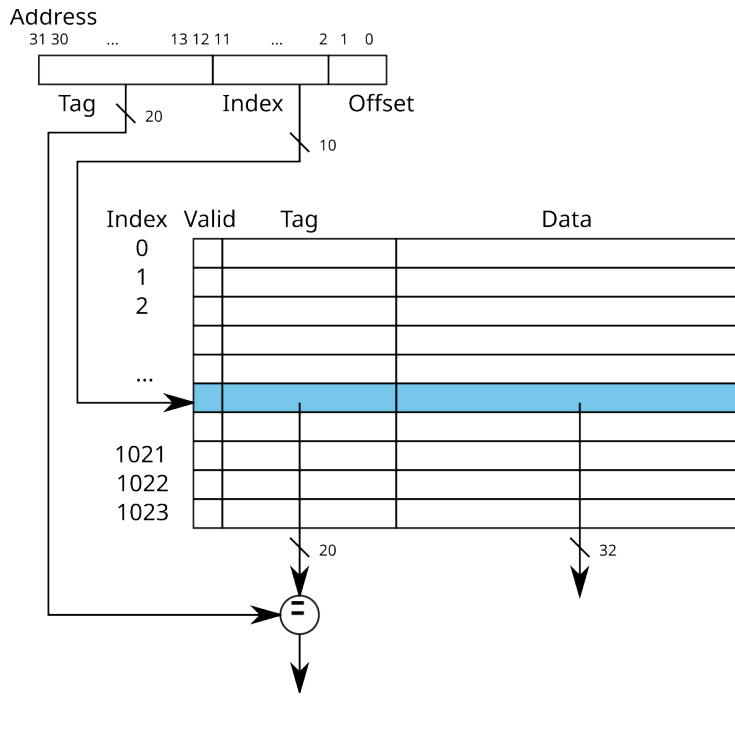 Address
31 30 ... 13 12 11 ... 2 1 0
Tag 20 Index Offset
10
Index Valid Tag Data
0
1
2
...
1021
1022
1023
20 32
=